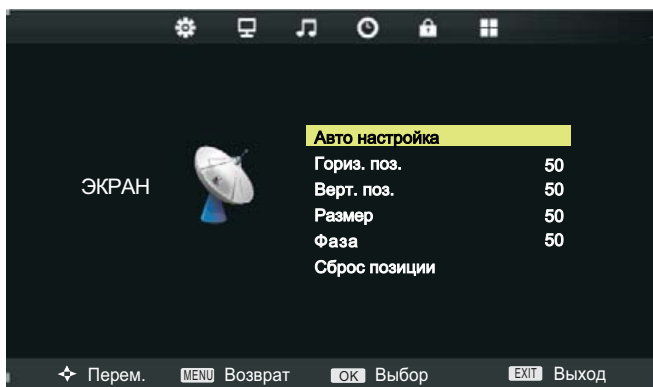 Авто настройка
Гориз. поз. 50
ЭКРАН
Верт. поз. 50
Размер 50
Фаза 50
Сброс позиции
Перем. MENU Возврат OK Выбор EXIT Выход